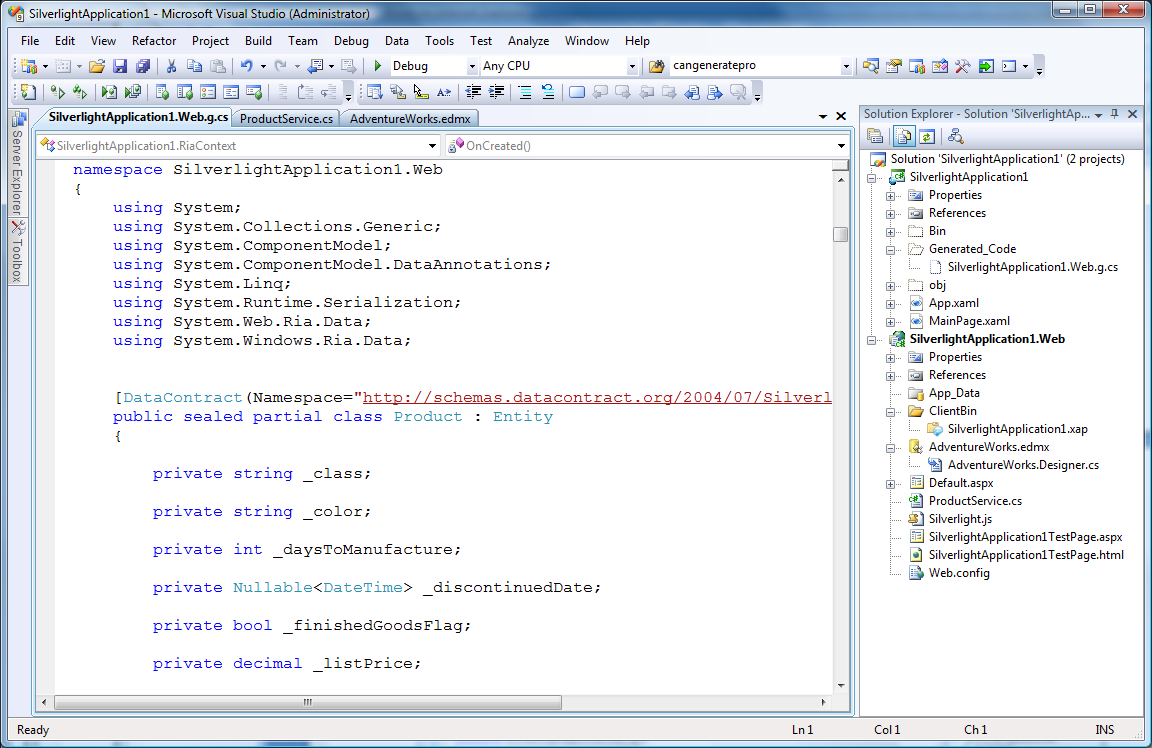 SilverlightApplication1 - Microsoft Visual Studio (Administrator)
File Edit View Refactor Project Build Team Debug Data Tools Test Analyze Window Help
Debug Any CPU cangeneratepro
SilverlightApplication1.Web.g.cs ProductService.cs AdventureWorks.edmx
SilverlightApplication1.RiaContext OnCreated()
Server Explorer
Toolbox
namespace SilverlightApplication1.Web
{
using System;
using System.Collections.Generic;
using System.ComponentModel;
using System.ComponentModel.DataAnnotations;
using System.Linq;
using System.Runtime.Serialization;
using System.Web.Ria.Data;
using System.Windows.Ria.Data;
[DataContract(Namespace="http://schemas.datacontract.org/2004/07/Silverl
public sealed partial class Product : Entity
{
private string _class;
private string _color;
private int _daysToManufacture;
private Nullable<DateTime> _discontinuedDate;
private bool _finishedGoodsFlag;
private decimal _listPrice;
Solution Explorer - Solution 'SilverlightAp...
Solution 'SilverlightApplication1' (2 projects)
SilverlightApplication1
Properties
References
Bin
Generated_Code
SilverlightApplication1.Web.g.cs
obj
App.xaml
MainPage.xaml
SilverlightApplication1.Web
Properties
References
App_Data
ClientBin
SilverlightApplication1.xap
AdventureWorks.edmx
AdventureWorks.Designer.cs
Default.aspx
ProductService.cs
Silverlight.js
SilverlightApplication1TestPage.aspx
SilverlightApplication1TestPage.html
Web.config
Ready Ln 1 Col 1 Ch 1 INS